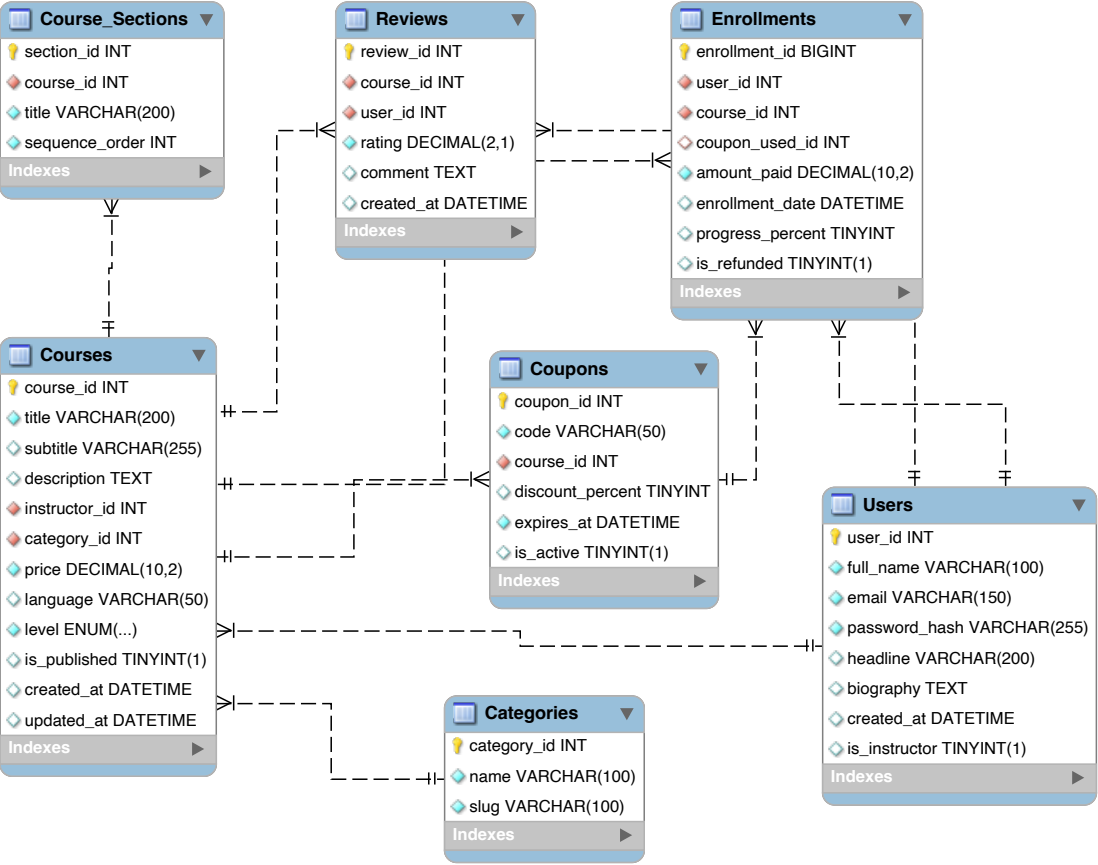 Course_Sections
section_id INT
course_id INT
title VARCHAR(200)
sequence_order INT
Indexes
Reviews
review_id INT
course_id INT
user_id INT
rating DECIMAL(2,1)
comment TEXT
created_at DATETIME
Indexes
Enrollments
enrollment_id BIGINT
user_id INT
course_id INT
coupon_used_id INT
amount_paid DECIMAL(10,2)
enrollment_date DATETIME
progress_percent TINYINT
is_refunded TINYINT(1)
Indexes
Courses
course_id INT
title VARCHAR(200)
subtitle VARCHAR(255)
description TEXT
instructor_id INT
category_id INT
price DECIMAL(10,2)
language VARCHAR(50)
level ENUM(...)
is_published TINYINT(1)
created_at DATETIME
updated_at DATETIME
Indexes
Coupons
coupon_id INT
code VARCHAR(50)
course_id INT
discount_percent TINYINT
expires_at DATETIME
is_active TINYINT(1)
Indexes
Users
user_id INT
full_name VARCHAR(100)
email VARCHAR(150)
password_hash VARCHAR(255)
headline VARCHAR(200)
biography TEXT
created_at DATETIME
is_instructor TINYINT(1)
Indexes
Categories
category_id INT
name VARCHAR(100)
slug VARCHAR(100)
Indexes